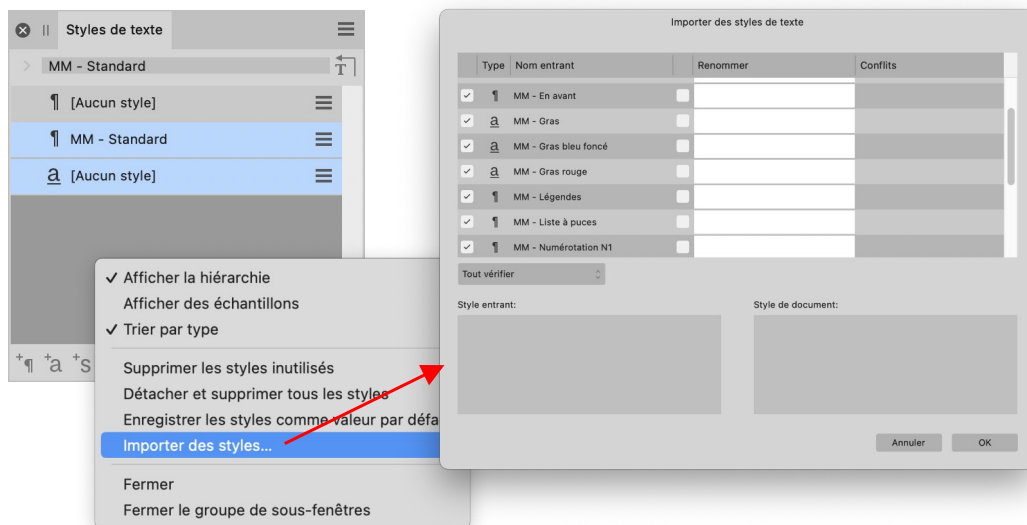 Styles de texte
MM - Standard
¶ [Aucun style]
¶ MM - Standard
a [Aucun style]
+¶ +a +s
✓ Afficher la hiérarchie
Afficher des échantillons
✓ Trier par type
Supprimer les styles inutilisés
Détacher et supprimer tous les styles
Enregistrer les styles comme valeur par défa
Importer des styles...
Fermer
Fermer le groupe de sous-fenêtres
Importer des styles de texte
Type Nom entrant Renommer Conflits
¶ MM - En avant
a MM - Gras
a MM - Gras bleu foncé
a MM - Gras rouge
¶ MM - Légendes
¶ MM - Liste à puces
¶ MM - Numérotation N1
Tout vérifier
Style entrant: Style de document:
Annuler OK